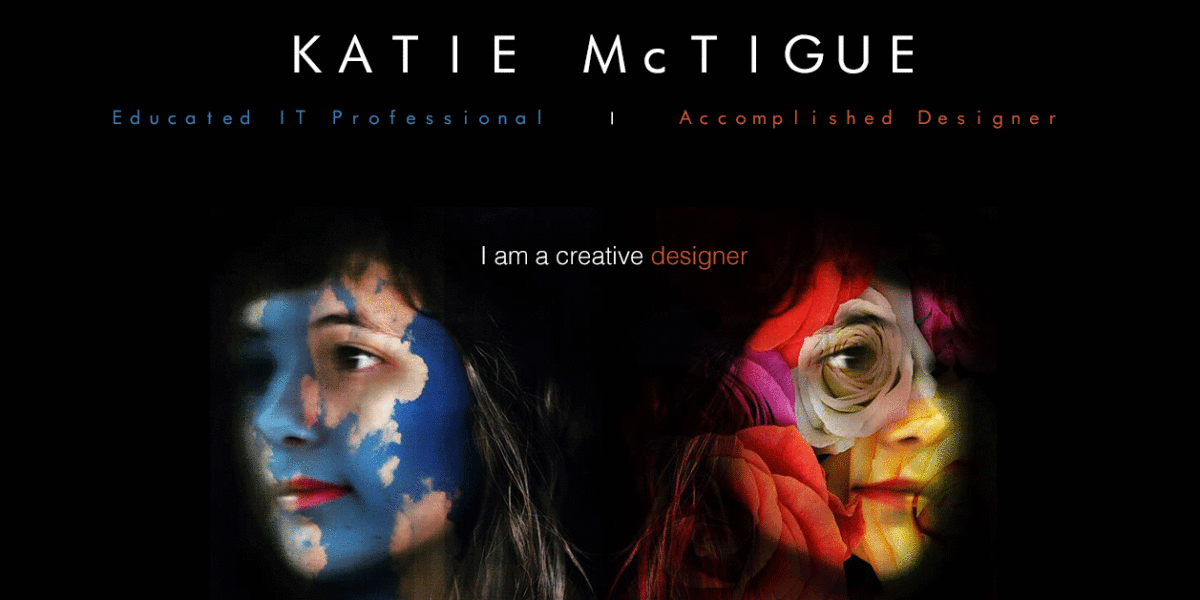 KATIE McTIGUE
Educated IT Professional | Accomplished Designer
I am a creative designer